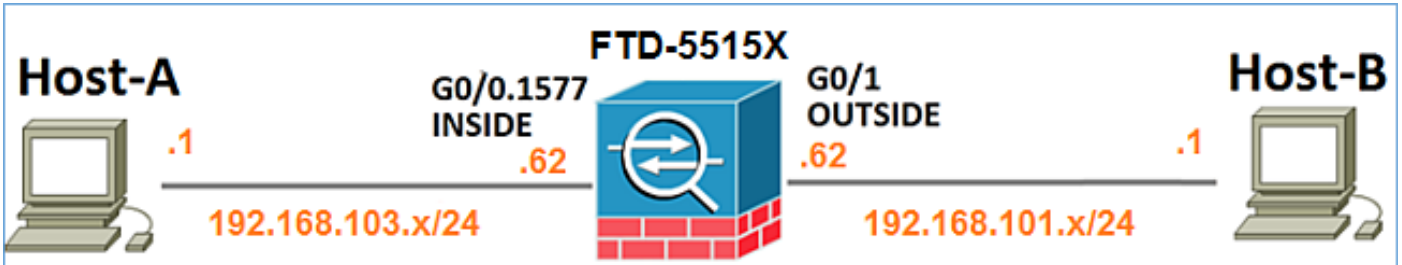 FTD-5515X
Host-A
G0/0.1577
INSIDE
G0/1
OUTSIDE
Host-B
.1
.62
.62
.1
192.168.103.x/24
192.168.101.x/24